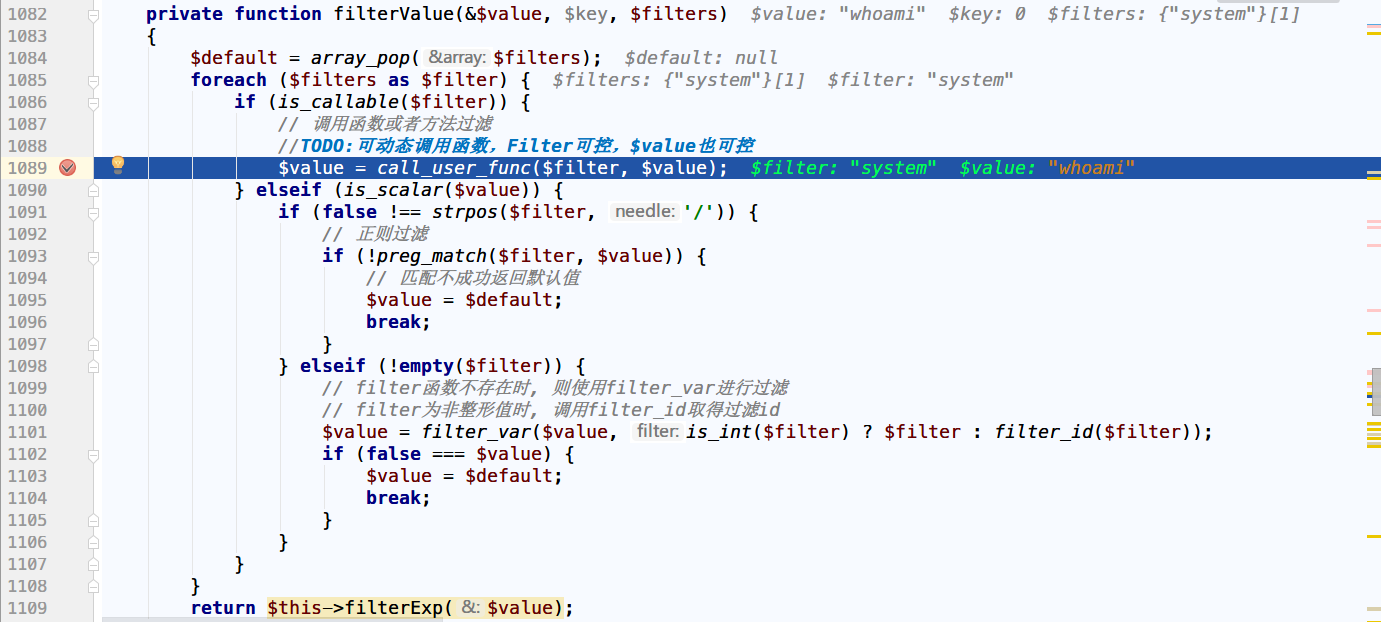 1082 private function filterValue(&$value, $key, $filters) $value: "whoami" $key: 0 $filters: {"system"}[1]
1083 {
1084 $default = array_pop( &array: $filters); $default: null
1085 foreach ($filters as $filter) { $filters: {"system"}[1] $filter: "system"
1086 if (is_callable($filter)) {
1087 // 调用函数或者方法过滤
1088 //TODO:可动态调用函数，Filter可控，$value也可控
1089 $value = call_user_func($filter, $value); $filter: "system" $value: "whoami"
1090 } elseif (is_scalar($value)) {
1091 if (false !== strpos($filter, needle: '/')) {
1092 // 正则过滤
1093 if (!preg_match($filter, $value)) {
1094 // 匹配不成功返回默认值
1095 $value = $default;
1096 break;
1097 }
1098 } elseif (!empty($filter)) {
1099 // filter函数不存在时, 则使用filter_var进行过滤
1100 // filter为非整形值时, 调用filter_id取得过滤id
1101 $value = filter_var($value, filter: is_int($filter) ? $filter : filter_id($filter));
1102 if (false === $value) {
1103 $value = $default;
1104 break;
1105 }
1106 }
1107 }
1108 }
1109 return $this->filterExp( &: $value);